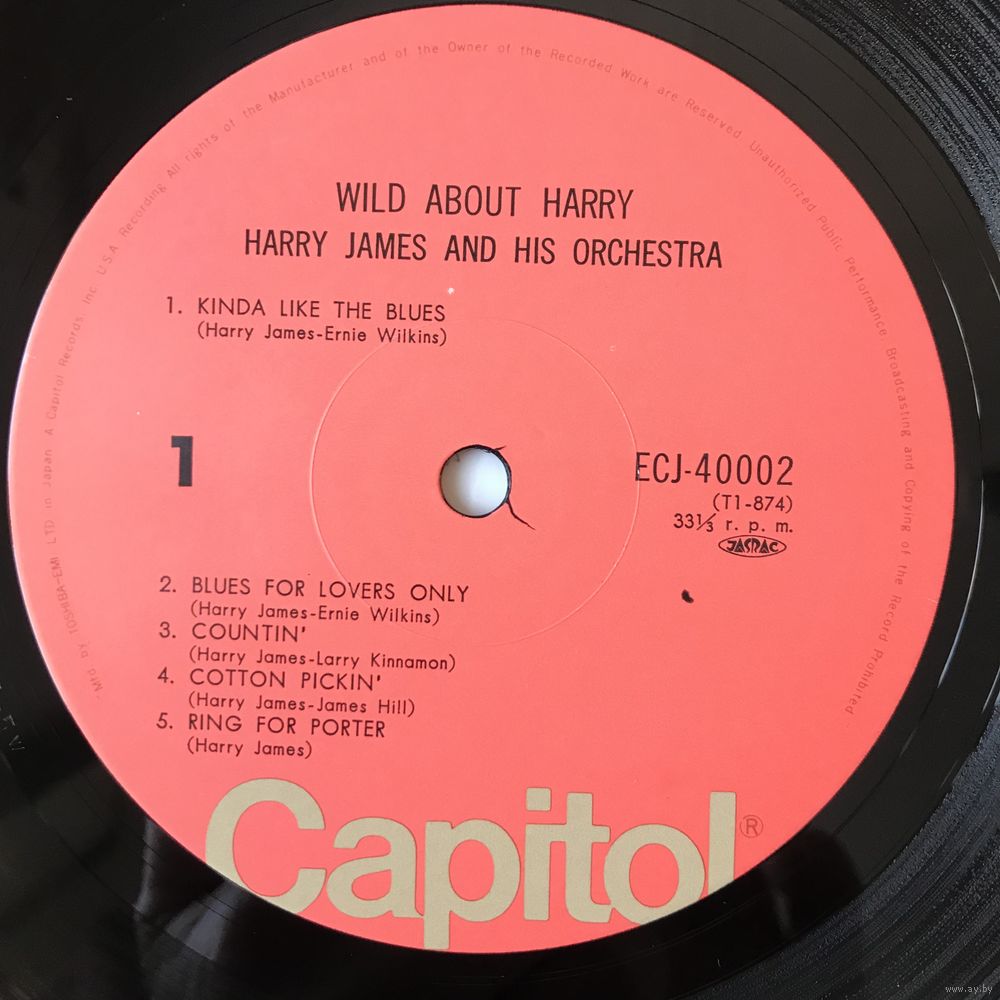 Mfd by TOSHIBA-EMI LTD in Japan A Capitol Records, Inc. U.S.A Recording All rights of the Manufacturer and of the Owner of the Recorded Work are Reserved Unauthorized Public Performance, Broadcasting and Copying of the Record Prohibited
WILD ABOUT HARRY
HARRY JAMES AND HIS ORCHESTRA
1. KINDA LIKE THE BLUES
(Harry James-Ernie Wilkins)
1
ECJ-40002
(T1-874)
33⅓ r. p. m.
JASRAC
2. BLUES FOR LOVERS ONLY
(Harry James-Ernie Wilkins)
3. COUNTIN'
(Harry James-Larry Kinnamon)
4. COTTON PICKIN'
(Harry James-James Hill)
5. RING FOR PORTER
(Harry James)
Capitol®
www.ay.by